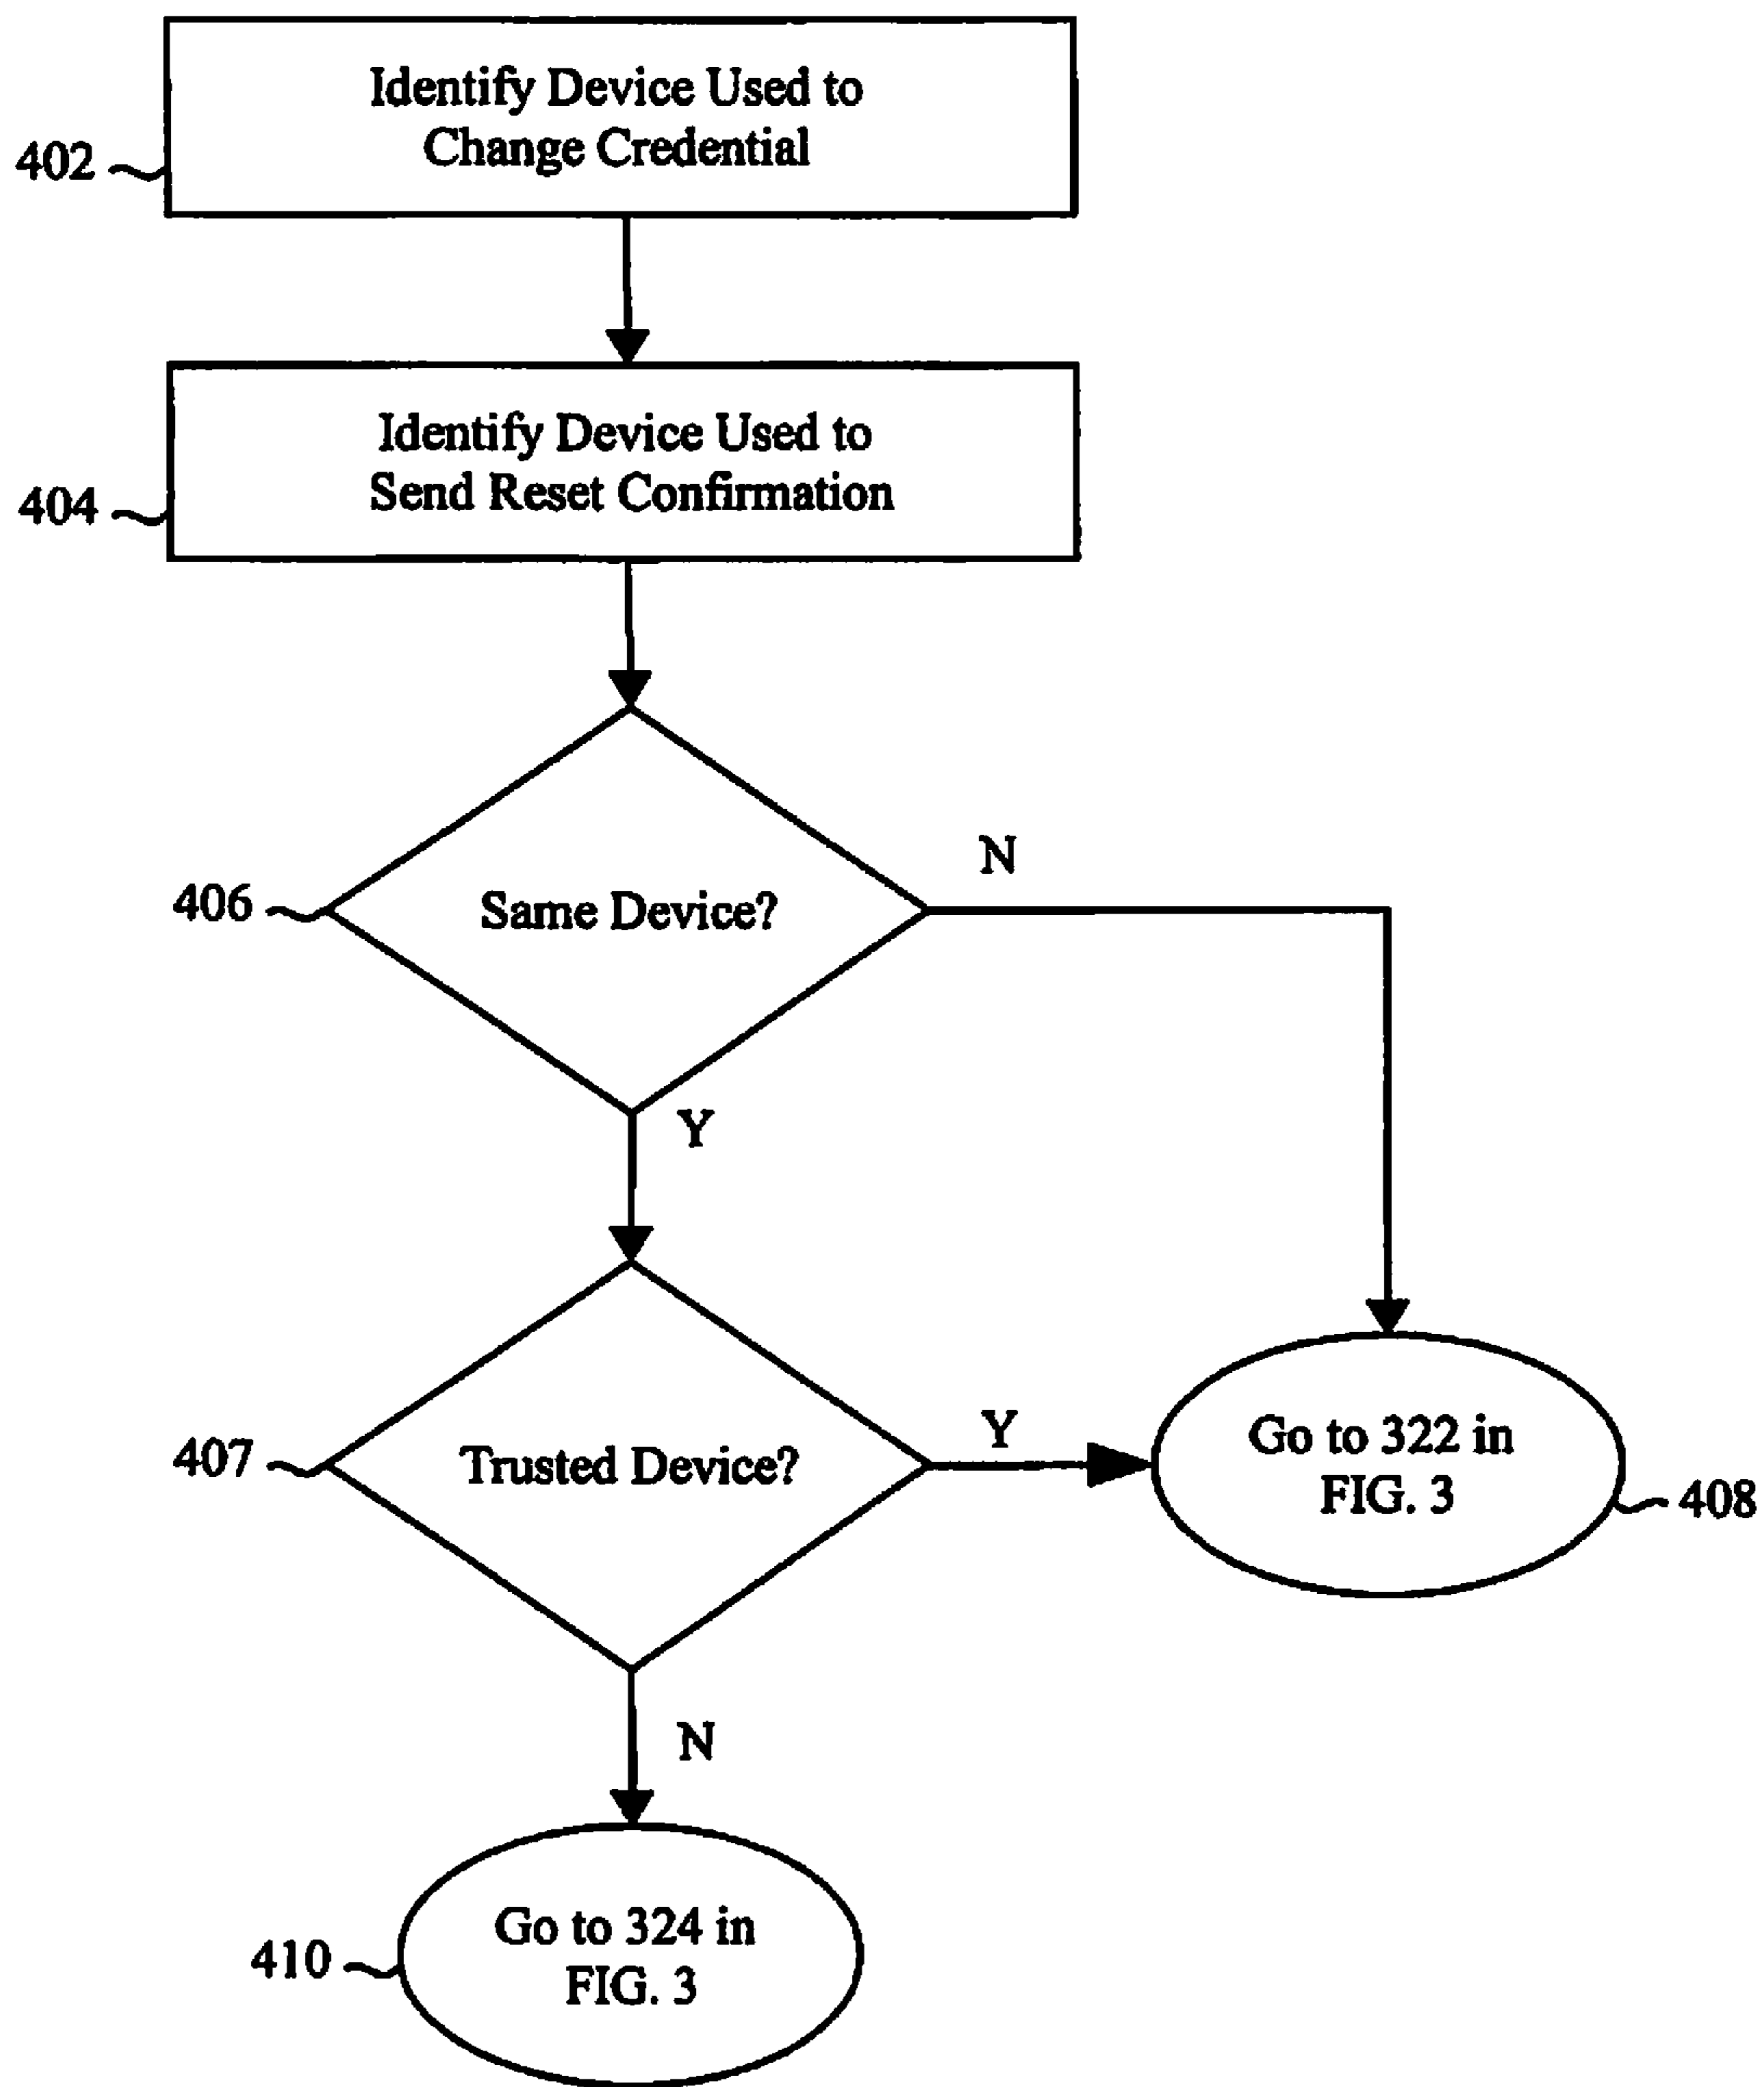 Identify Device Used to
Change Credential
402
Identify Device Used to
Send Reset Confirmation
404
N
406
Same Device?
Y
Y
407
Trusted Device?
Go to 322 in
FIG. 3
408
N
Go to 324 in
FIG. 3
410